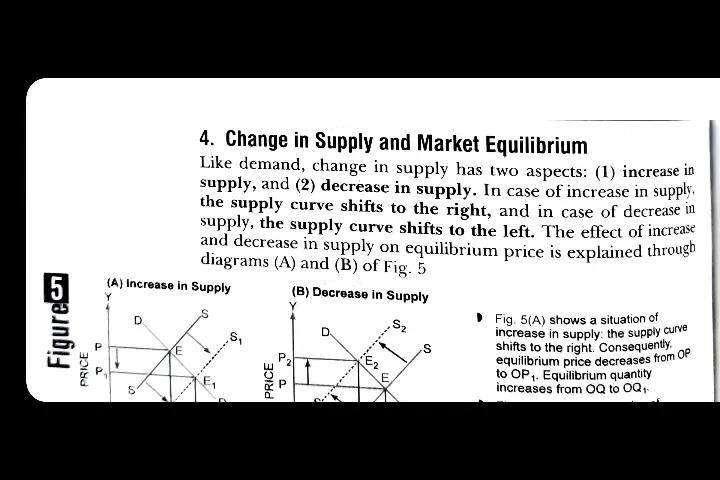 4. Change in Supply and Market Equilibrium
Like demand, change in supply has two aspects: (1) increase in
supply, and (2) decrease in supply. In case of increase in supply,
the supply curve shifts to the right, and in case of decrease in
supply, the supply curve shifts to the left. The effect of increase
and decrease in supply on equilibrium price is explained through
diagrams (A) and (B) of Fig. 5
Figure 5
(A) Increase in Supply
Y
D
S
S1
P
E
P1
E1
S
D
PRICE
(B) Decrease in Supply
Y
D
S2
S
P2
E2
P
E
PRICE
Fig. 5(A) shows a situation of
increase in supply: the supply curve
shifts to the right. Consequently,
equilibrium price decreases from OP
to OP1. Equilibrium quantity
increases from OQ to OQ1.